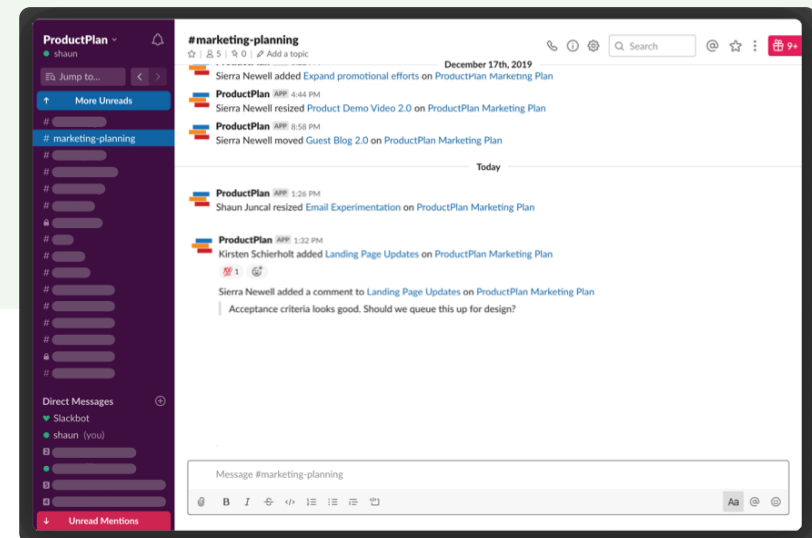 ProductPlan
shaun
Jump to...
More Unreads
#
# marketing-planning
#
#
#
#
#
#
#
#
#
#
#
#
Direct Messages
Slackbot
shaun (you)
Unread Mentions
#marketing-planning
5 | 0 | Add a topic
Search
9+
December 17th, 2019
Sierra Newell added Expand promotional efforts on ProductPlan Marketing Plan
ProductPlan APP 4:44 PM
Sierra Newell resized Product Demo Video 2.0 on ProductPlan Marketing Plan
ProductPlan APP 8:58 PM
Sierra Newell moved Guest Blog 2.0 on ProductPlan Marketing Plan
Today
ProductPlan APP 1:26 PM
Shaun Juncal resized Email Experimentation on ProductPlan Marketing Plan
ProductPlan APP 1:32 PM
Kirsten Schierholt added Landing Page Updates on ProductPlan Marketing Plan
💯 1
Sierra Newell added a comment to Landing Page Updates on ProductPlan Marketing Plan
Acceptance criteria looks good. Should we queue this up for design?
Message #marketing-planning
B I S </>
Aa @